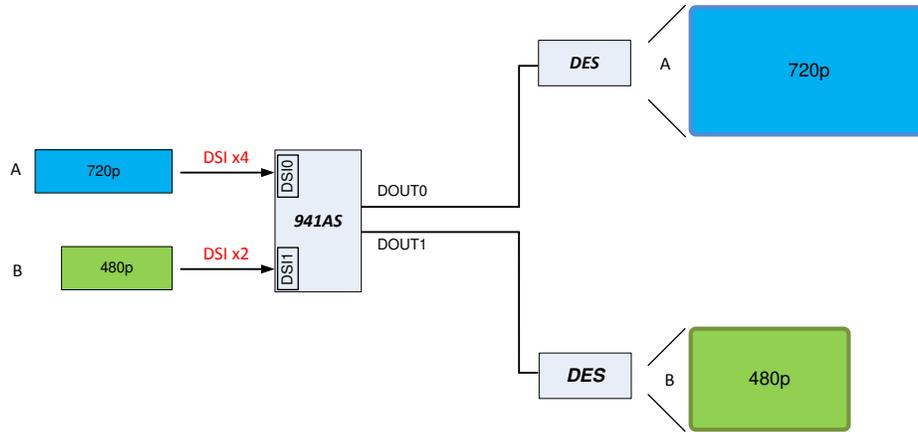 DES
A
720p
A
720p
DSI x4
DSI0
941AS
DOUT0
DOUT1
B
480p
DSI x2
DSI1
DES
B
480p